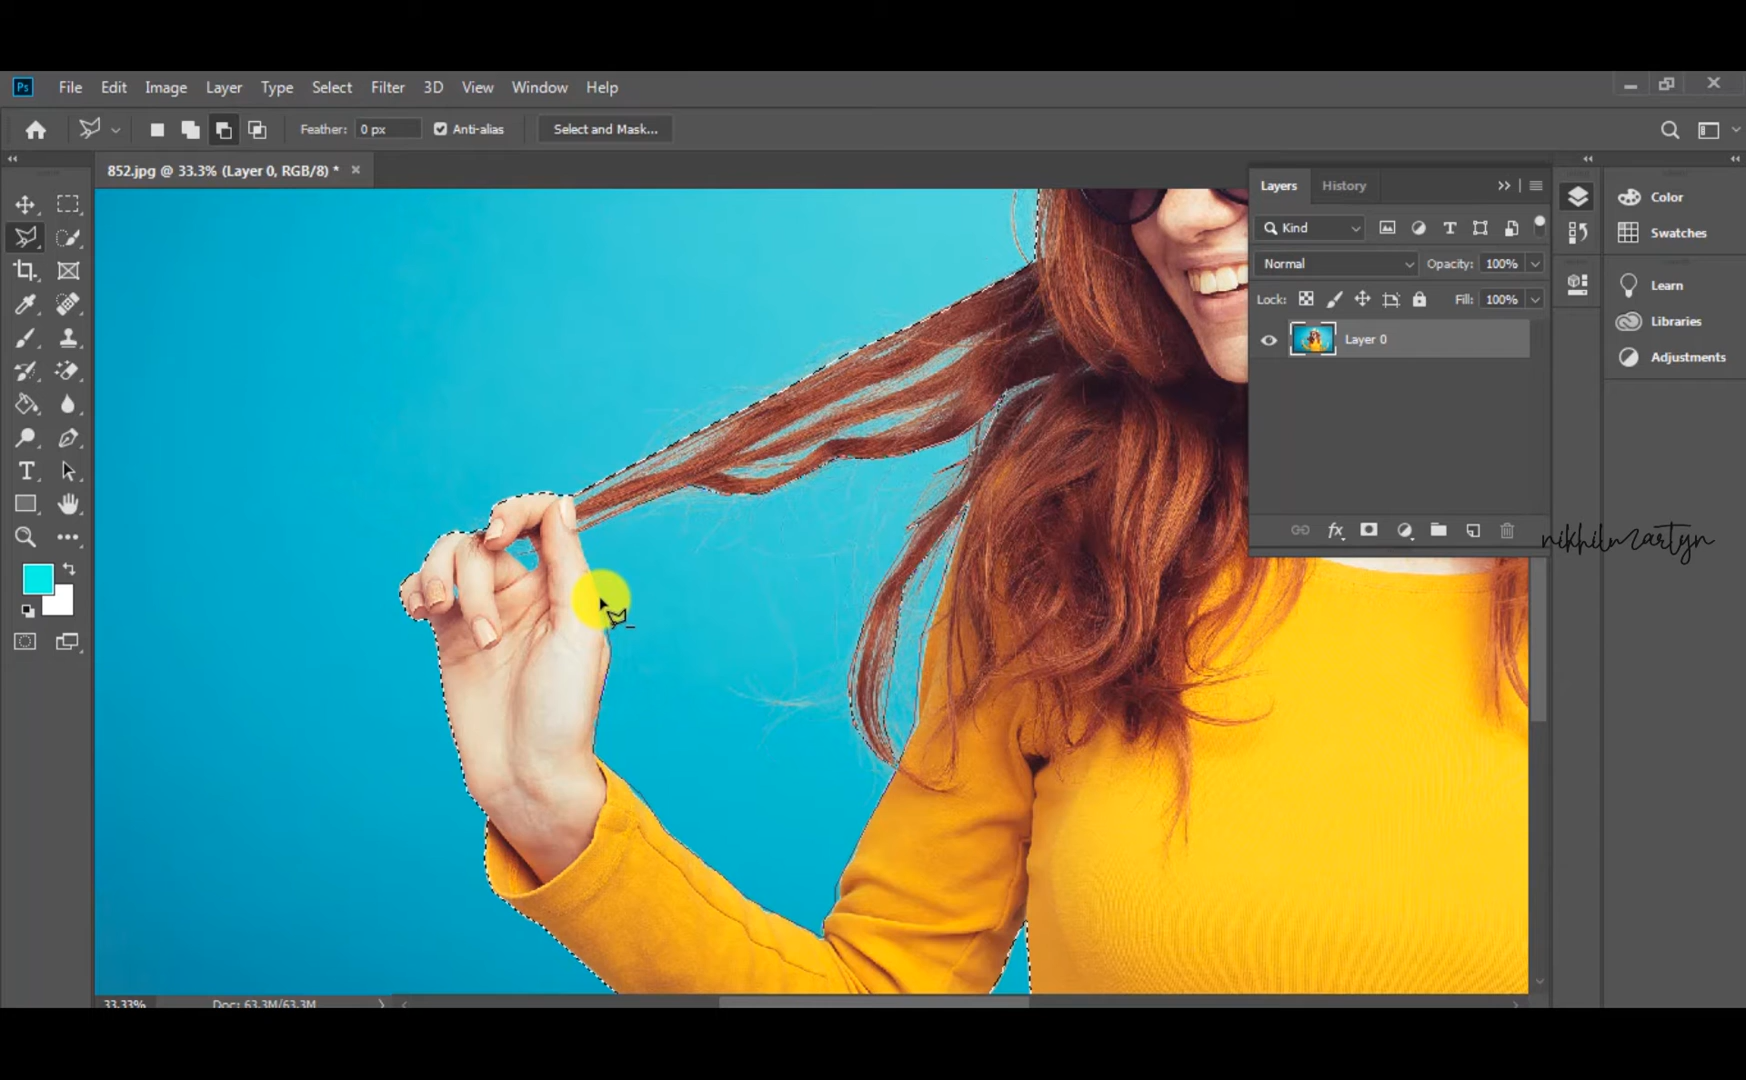 Ps File Edit Image Layer Type Select Filter 3D View Window Help
Feather: 0 px Anti-alias Select and Mask...
852.jpg @ 33.3% (Layer 0, RGB/8) * ×
Layers History
Kind
Normal Opacity: 100%
Lock: Fill: 100%
Layer 0
fx
Color
Swatches
Learn
Libraries
Adjustments
nikhilmartyn
33.33% Doc: 63.3M/63.3M